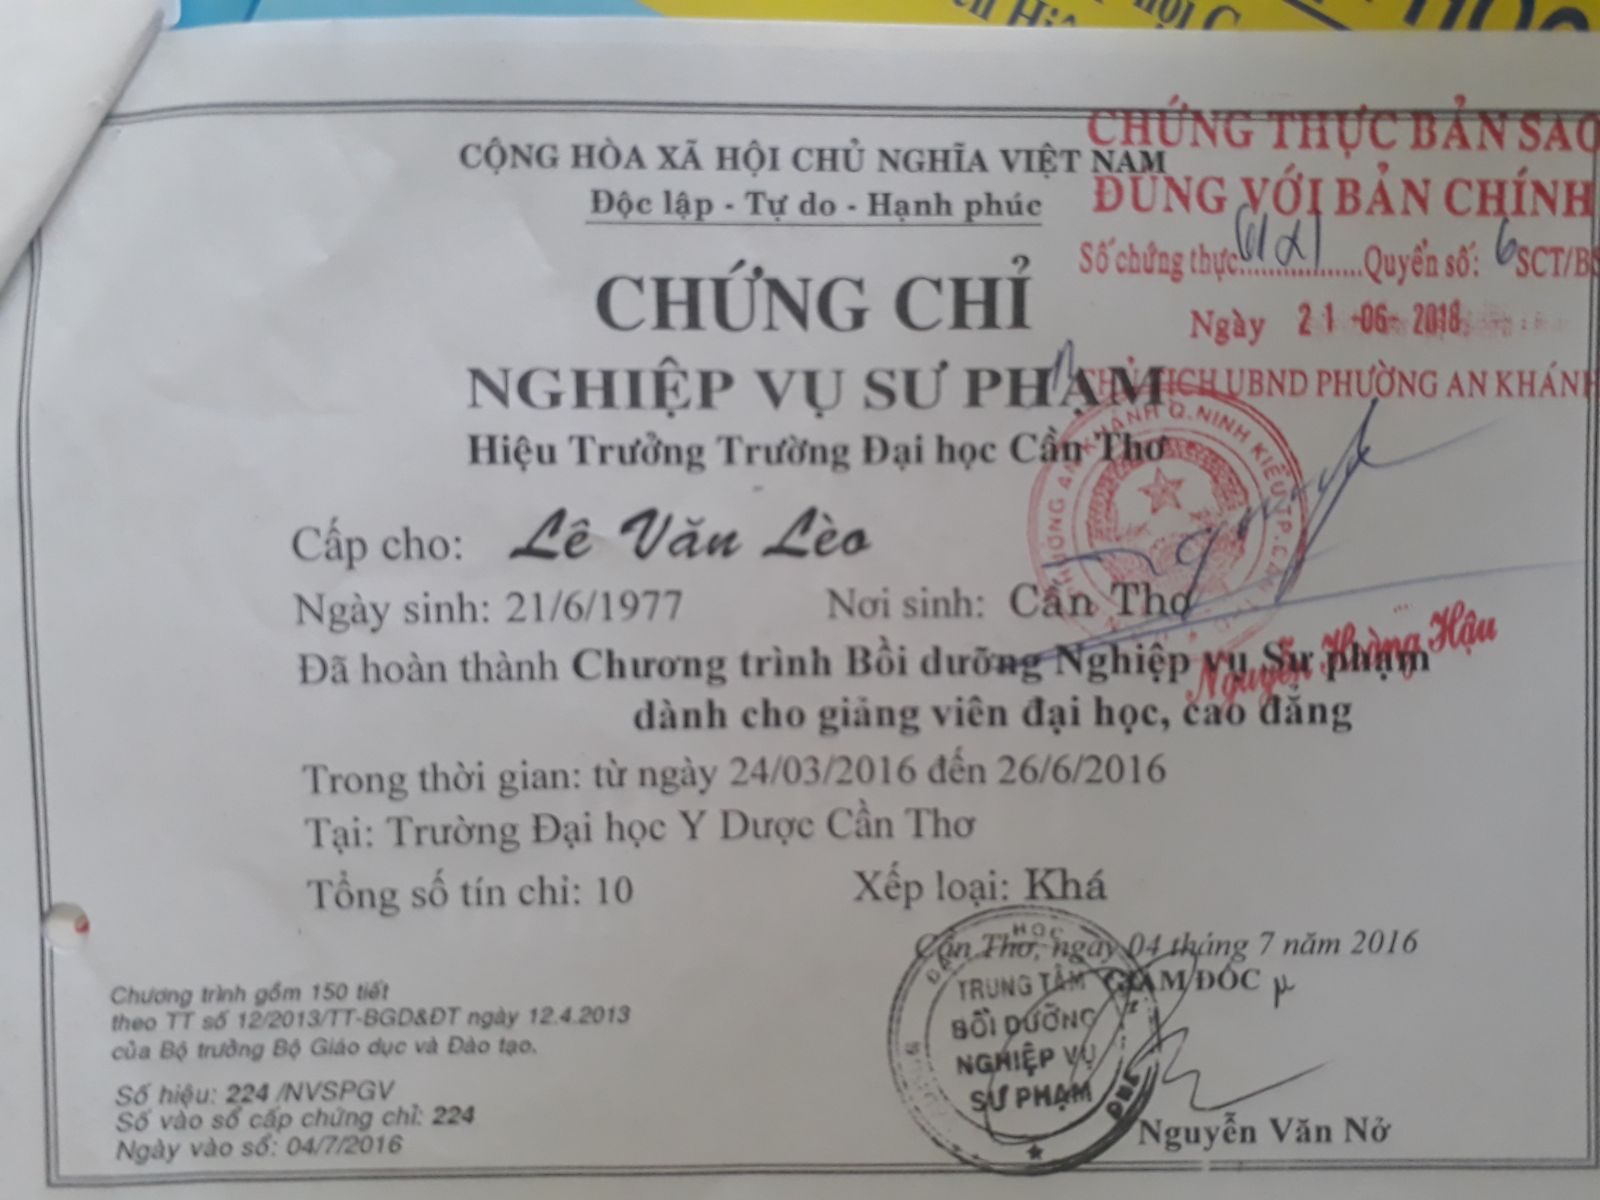 CỘNG HÒA XÃ HỘI CHỦ NGHĨA VIỆT NAM
Độc lập - Tự do - Hạnh phúc
CHỨNG THỰC BẢN SAO
ĐÚNG VỚI BẢN CHÍNH
Số chứng thực.................Quyển số: 6 SCT/BS
Ngày 21 -06- 2018
CHỦ TỊCH UBND PHƯỜNG AN KHÁNH
CHỨNG CHỈ
NGHIỆP VỤ SƯ PHẠM
Hiệu Trưởng Trường Đại học Cần Thơ
Cấp cho: Lê Văn Lèo
Ngày sinh: 21/6/1977 Nơi sinh: Cần Thơ
Nguyễn Hoàng Hậu
Đã hoàn thành Chương trình Bồi dưỡng Nghiệp vụ Sư phạm
dành cho giảng viên đại học, cao đẳng
Trong thời gian: từ ngày 24/03/2016 đến 26/6/2016
Tại: Trường Đại học Y Dược Cần Thơ
Tổng số tín chỉ: 10 Xếp loại: Khá
Cần Thơ, ngày 04 tháng 7 năm 2016
GIÁM ĐỐC
TRUNG TÂM
BỒI DƯỠNG
NGHIỆP VỤ
SƯ PHẠM
Nguyễn Văn Nở
Chương trình gồm 150 tiết
theo TT số 12/2013/TT-BGD&ĐT ngày 12.4.2013
của Bộ trưởng Bộ Giáo dục và Đào tạo.
Số hiệu: 224 /NVSPGV
Số vào sổ cấp chứng chỉ: 224
Ngày vào sổ: 04/7/2016